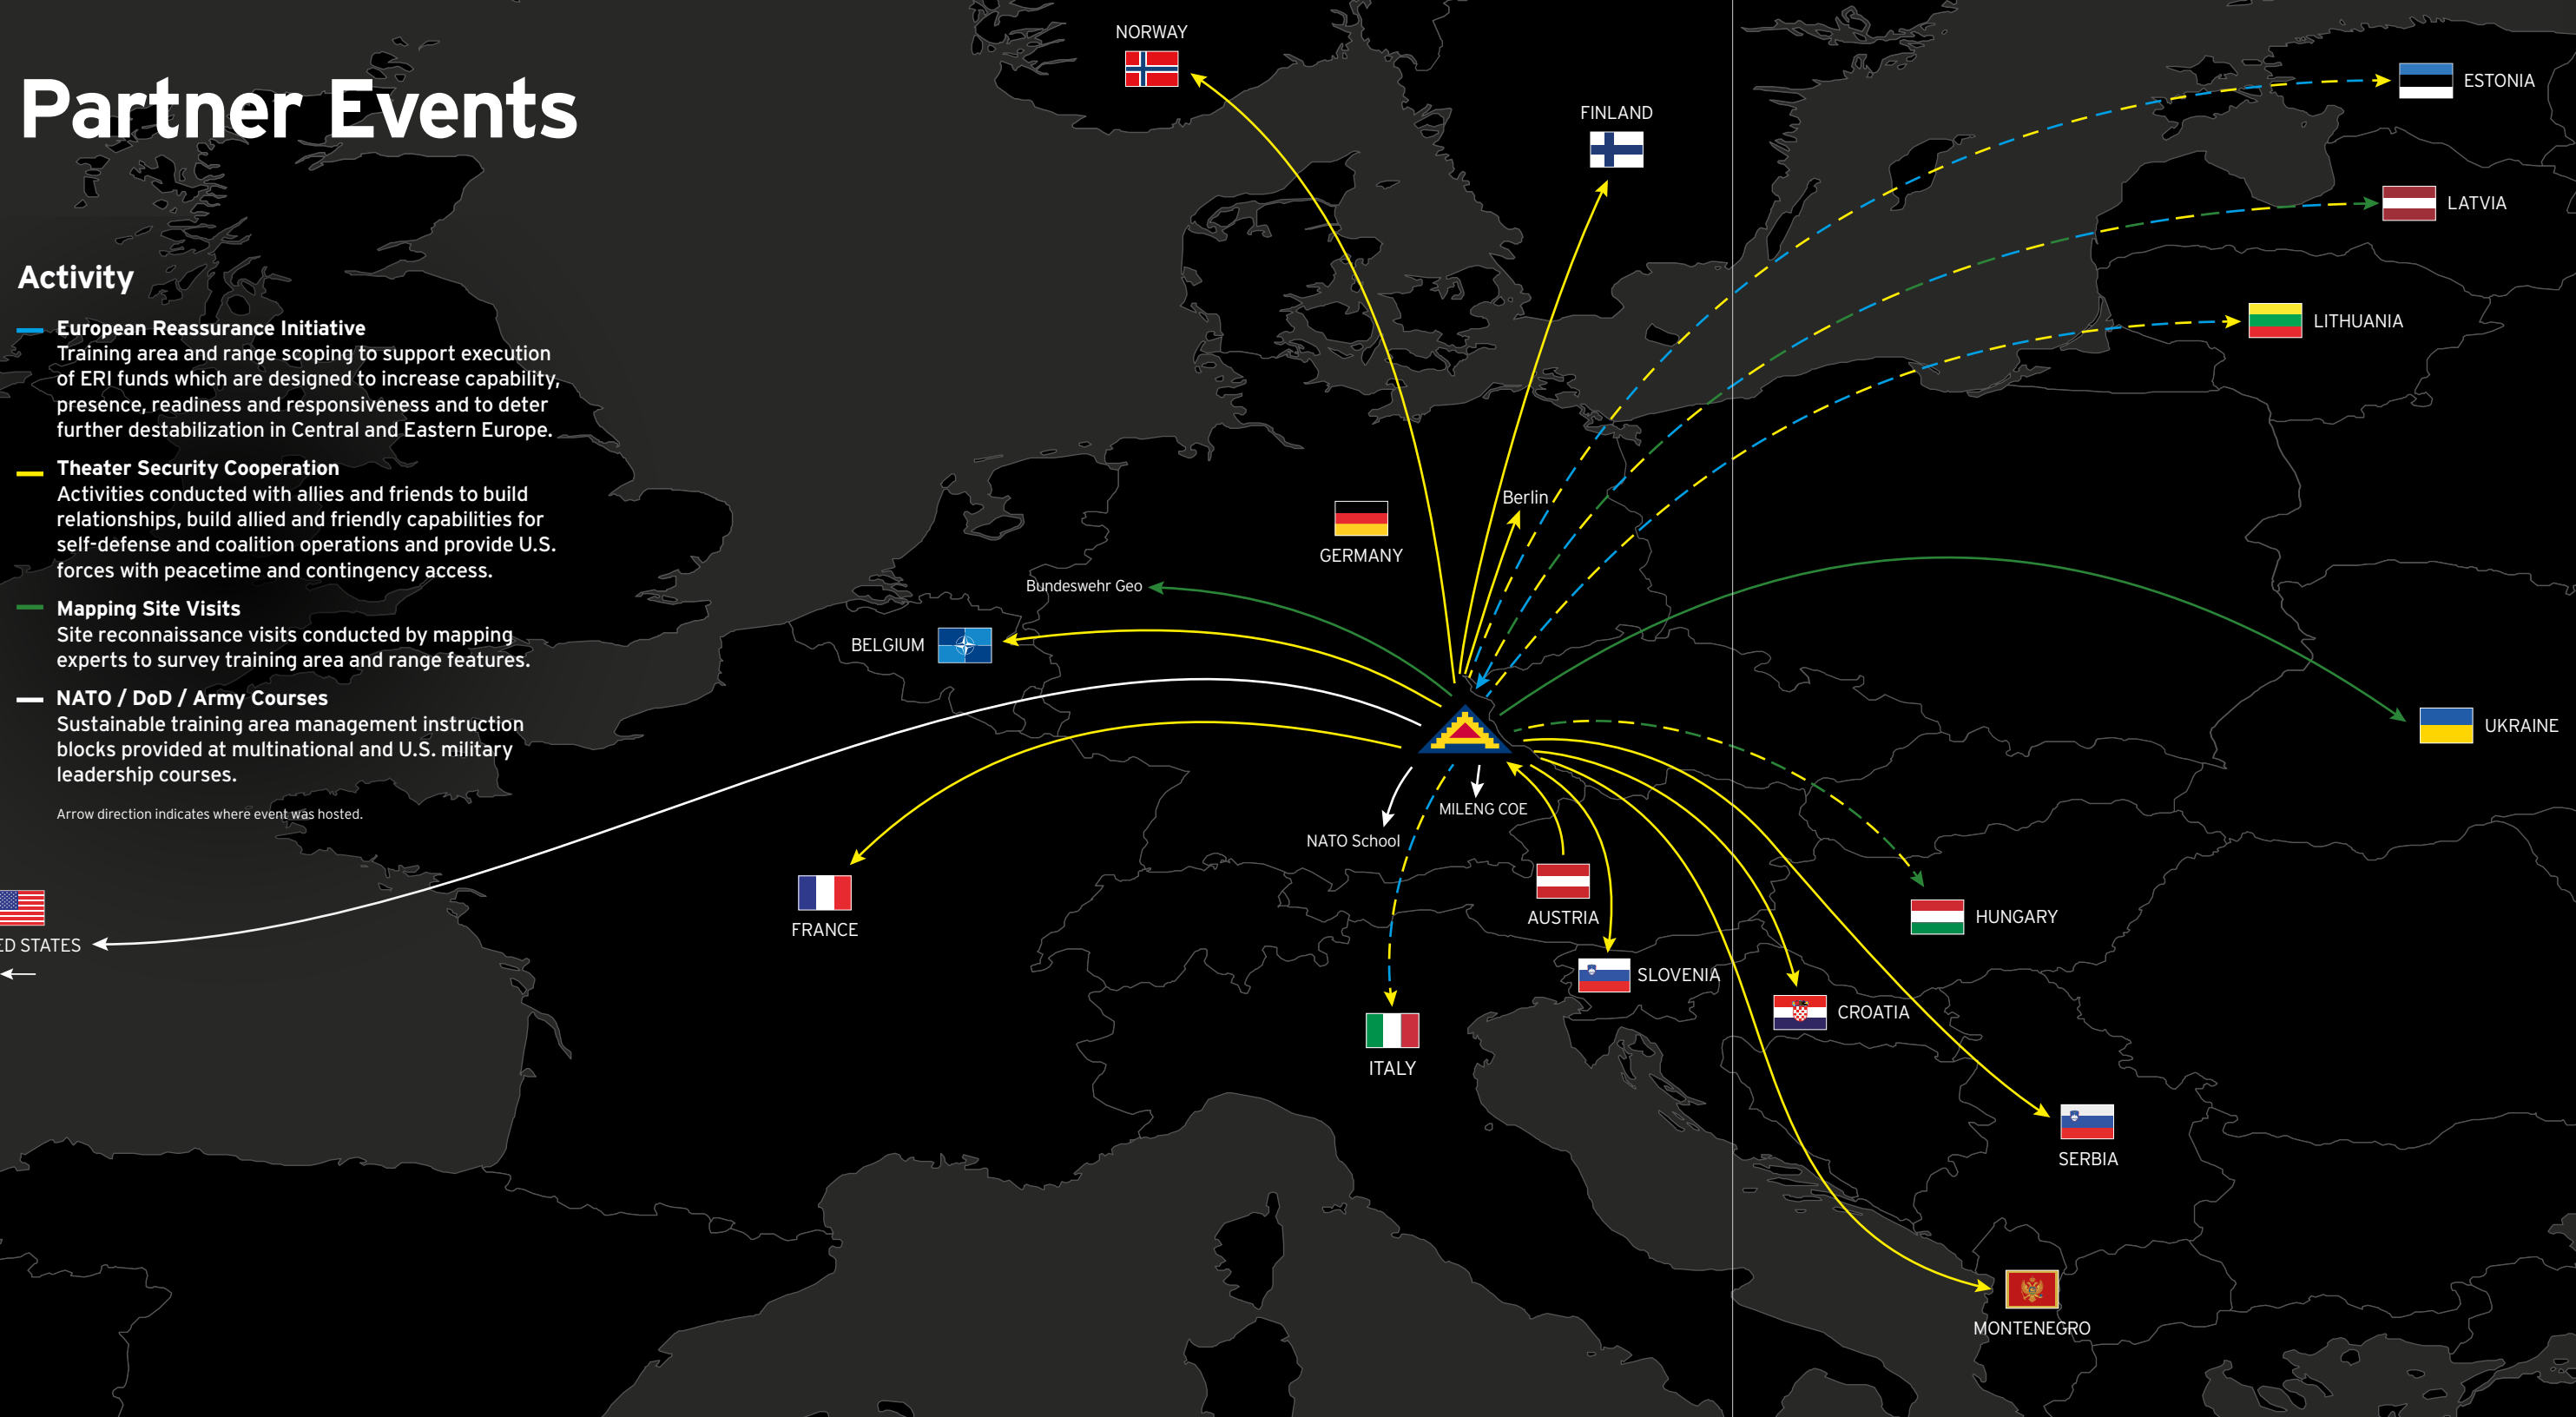 Partner Events
Activity
European Reassurance Initiative
Training area and range scoping to support execution
of ERI funds which are designed to increase capability,
presence, readiness and responsiveness and to deter
further destabilization in Central and Eastern Europe.
Theater Security Cooperation
Activities conducted with allies and friends to build
relationships, build allied and friendly capabilities for
self-defense and coalition operations and provide U.S.
forces with peacetime and contingency access.
Mapping Site Visits
Site reconnaissance visits conducted by mapping
experts to survey training area and range features.
NATO / DoD / Army Courses
Sustainable training area management instruction
blocks provided at multinational and U.S. military
leadership courses.
Arrow direction indicates where event was hosted.
ED STATES
NORWAY
FINLAND
ESTONIA
LATVIA
LITHUANIA
Berlin
GERMANY
Bundeswehr Geo
BELGIUM
UKRAINE
MILENG COE
NATO School
FRANCE
AUSTRIA
HUNGARY
SLOVENIA
CROATIA
ITALY
SERBIA
MONTENEGRO